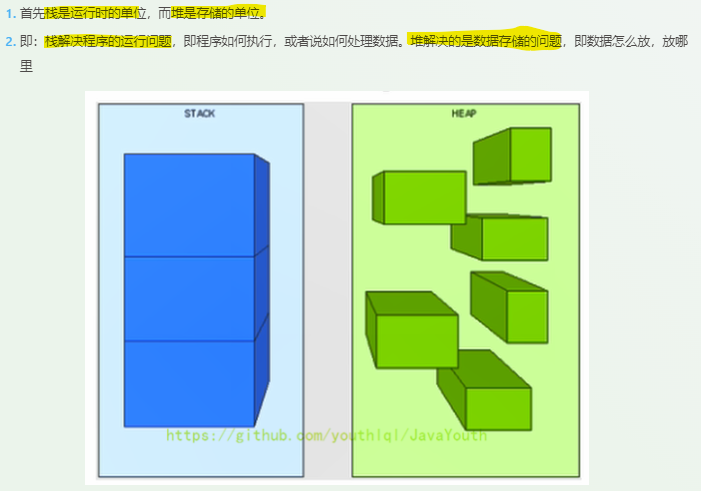 1. 首先栈是运行时的单位，而堆是存储的单位。
2. 即：栈解决程序的运行问题，即程序如何执行，或者说如何处理数据。堆解决的是数据存储的问题，即数据怎么放，放哪
里
STACK
HEAP
https://github.com/youthlql/JavaYouth